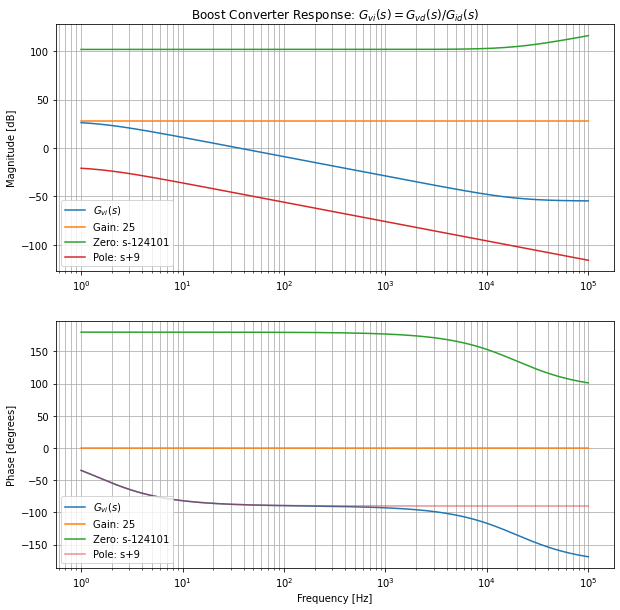 Boost Converter Response: $G_{vi}(s) = G_{vd}(s)/G_{id}(s)$
Magnitude [dB]
100
50
0
−50
−100
$G_{vi}(s)$
Gain: 25
Zero: s-124101
Pole: s+9
10⁰ 10¹ 10² 10³ 10⁴ 10⁵
Phase [degrees]
150
100
50
0
−50
−100
−150
$G_{vi}(s)$
Gain: 25
Zero: s-124101
Pole: s+9
10⁰ 10¹ 10² 10³ 10⁴ 10⁵
Frequency [Hz]